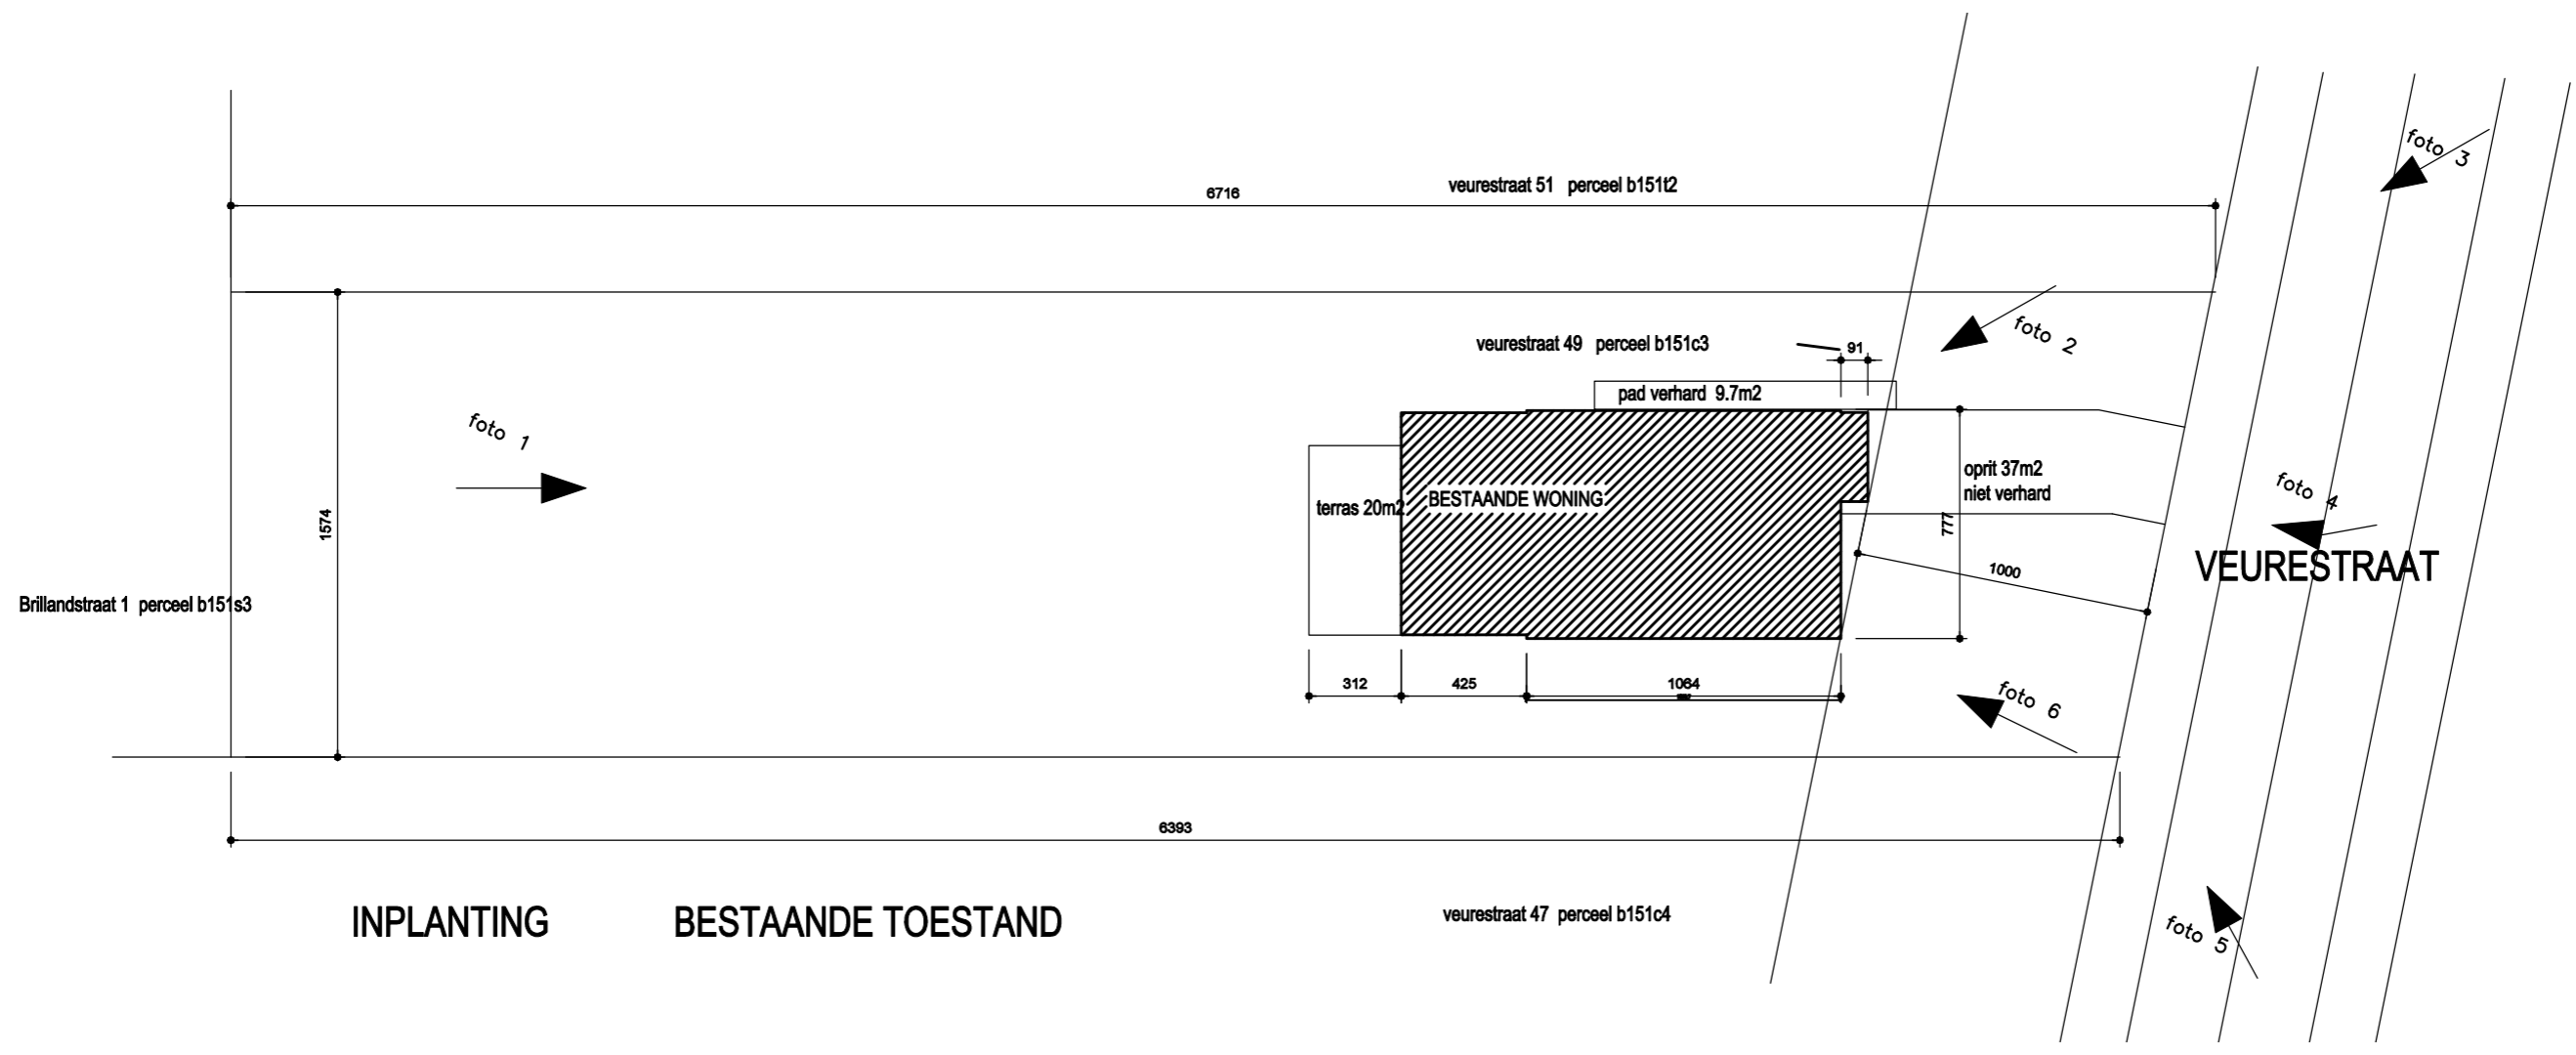 foto 3
6716
veurestraat 51 perceel b151t2
foto 2
veurestraat 49 perceel b151c3
91
pad verhard 9.7m2
foto 1
oprit 37m2
niet verhard
foto 4
terras 20m2
BESTAANDE WONING
1574
777
1000
VEURESTRAAT
Brillandstraat 1 perceel b151s3
312
425
1064
foto 6
6393
INPLANTING
BESTAANDE TOESTAND
veurestraat 47 perceel b151c4
foto 5